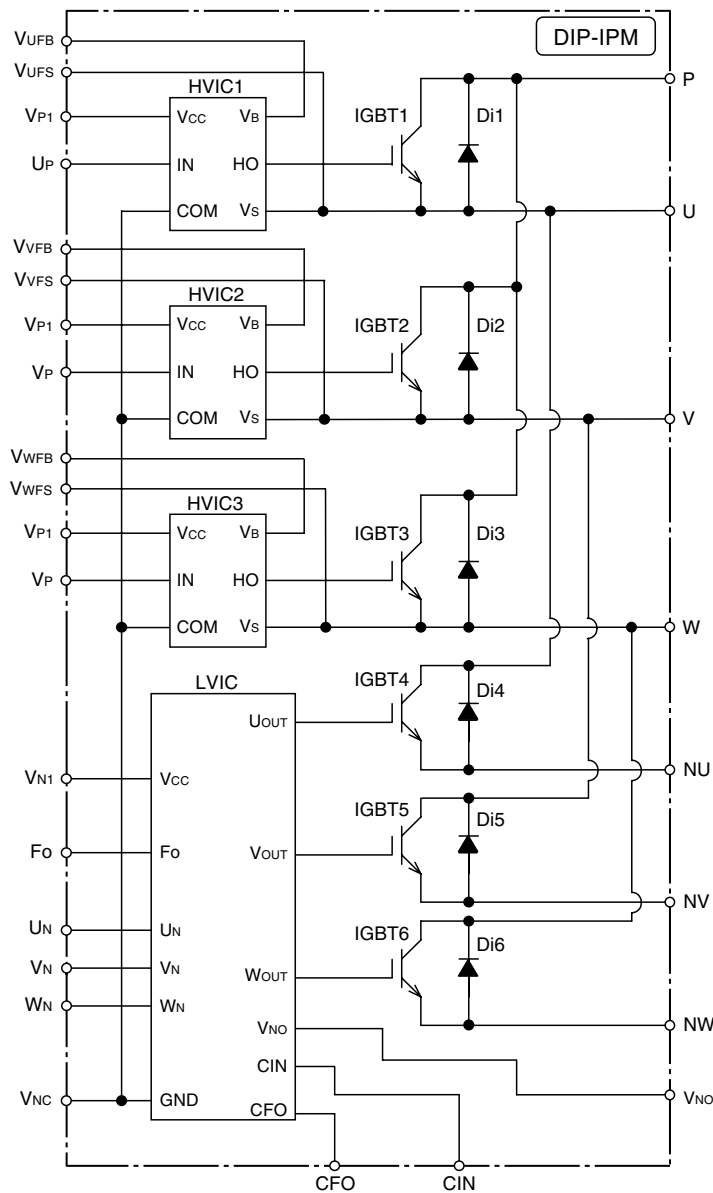 DIP-IPM
VUFB
VUFS
HVIC1
VP1
VCC
VB
IGBT1
Di1
P
UP
IN
HO
COM
VS
U
VVFB
VVFS
HVIC2
VP1
VCC
VB
IGBT2
Di2
VP
IN
HO
COM
VS
V
VWFB
VWFS
HVIC3
VP1
VCC
VB
IGBT3
Di3
VP
IN
HO
COM
VS
W
LVIC
IGBT4
Di4
UOUT
NU
VN1
VCC
IGBT5
Di5
Fo
Fo
VOUT
NV
UN
UN
IGBT6
Di6
VN
VN
WOUT
WN
WN
NW
VNO
CIN
VNC
GND
CFO
VNO
CFO
CIN